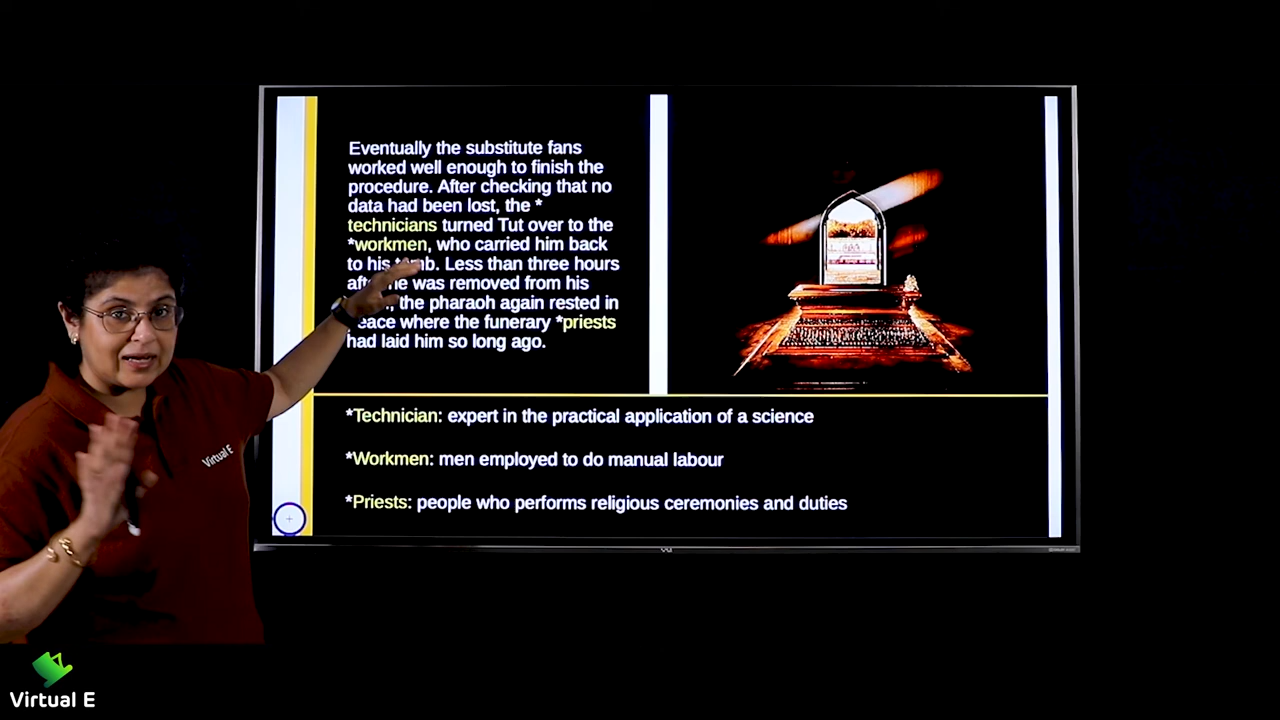 Eventually the substitute fans
worked well enough to finish the
procedure. After checking that no
data had been lost, the *
technicians turned Tut over to the
*workmen, who carried him back
to his tomb. Less than three hours
after he was removed from his
the pharaoh again rested in
peace where the funerary *priests
had laid him so long ago.
*Technician: expert in the practical application of a science
*Workmen: men employed to do manual labour
*Priests: people who performs religious ceremonies and duties
Virtual E
Virtual E